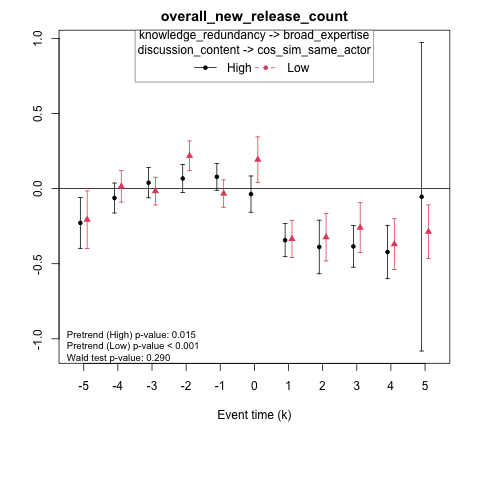 overall_new_release_count
knowledge_redundancy -> broad_expertise
discussion_content -> cos_sim_same_actor
High Low
1.0
0.5
0.0
-0.5
-1.0
Pretrend (High) p-value: 0.015
Pretrend (Low) p-value < 0.001
Wald test p-value: 0.290
-5 -4 -3 -2 -1 0 1 2 3 4 5
Event time (k)